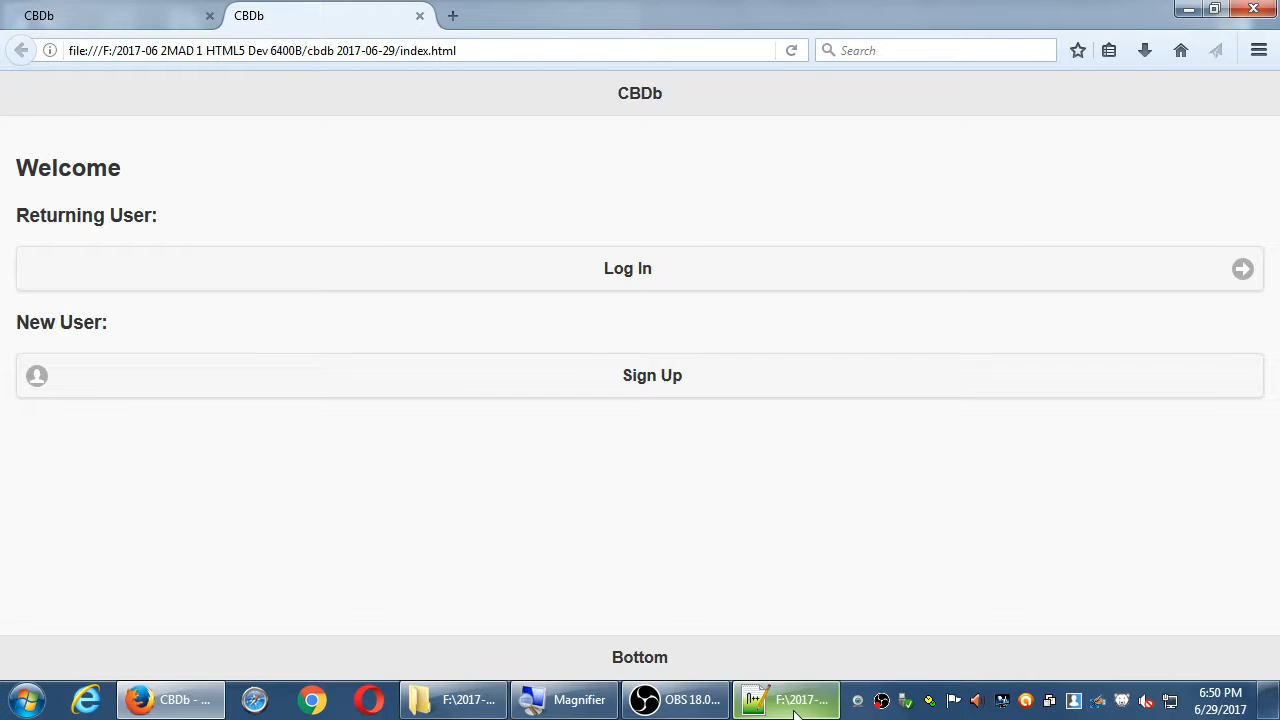 CBDb
CBDb
file:///F:/2017-06 2MAD 1 HTML5 Dev 6400B/cbdb 2017-06-29/index.html
Search
CBDb
Welcome
Returning User:
Log In
New User:
Sign Up
Bottom
CBDb - ...
F:\2017-...
Magnifier
OBS 18.0...
F:\2017-...
6:50 PM
6/29/2017